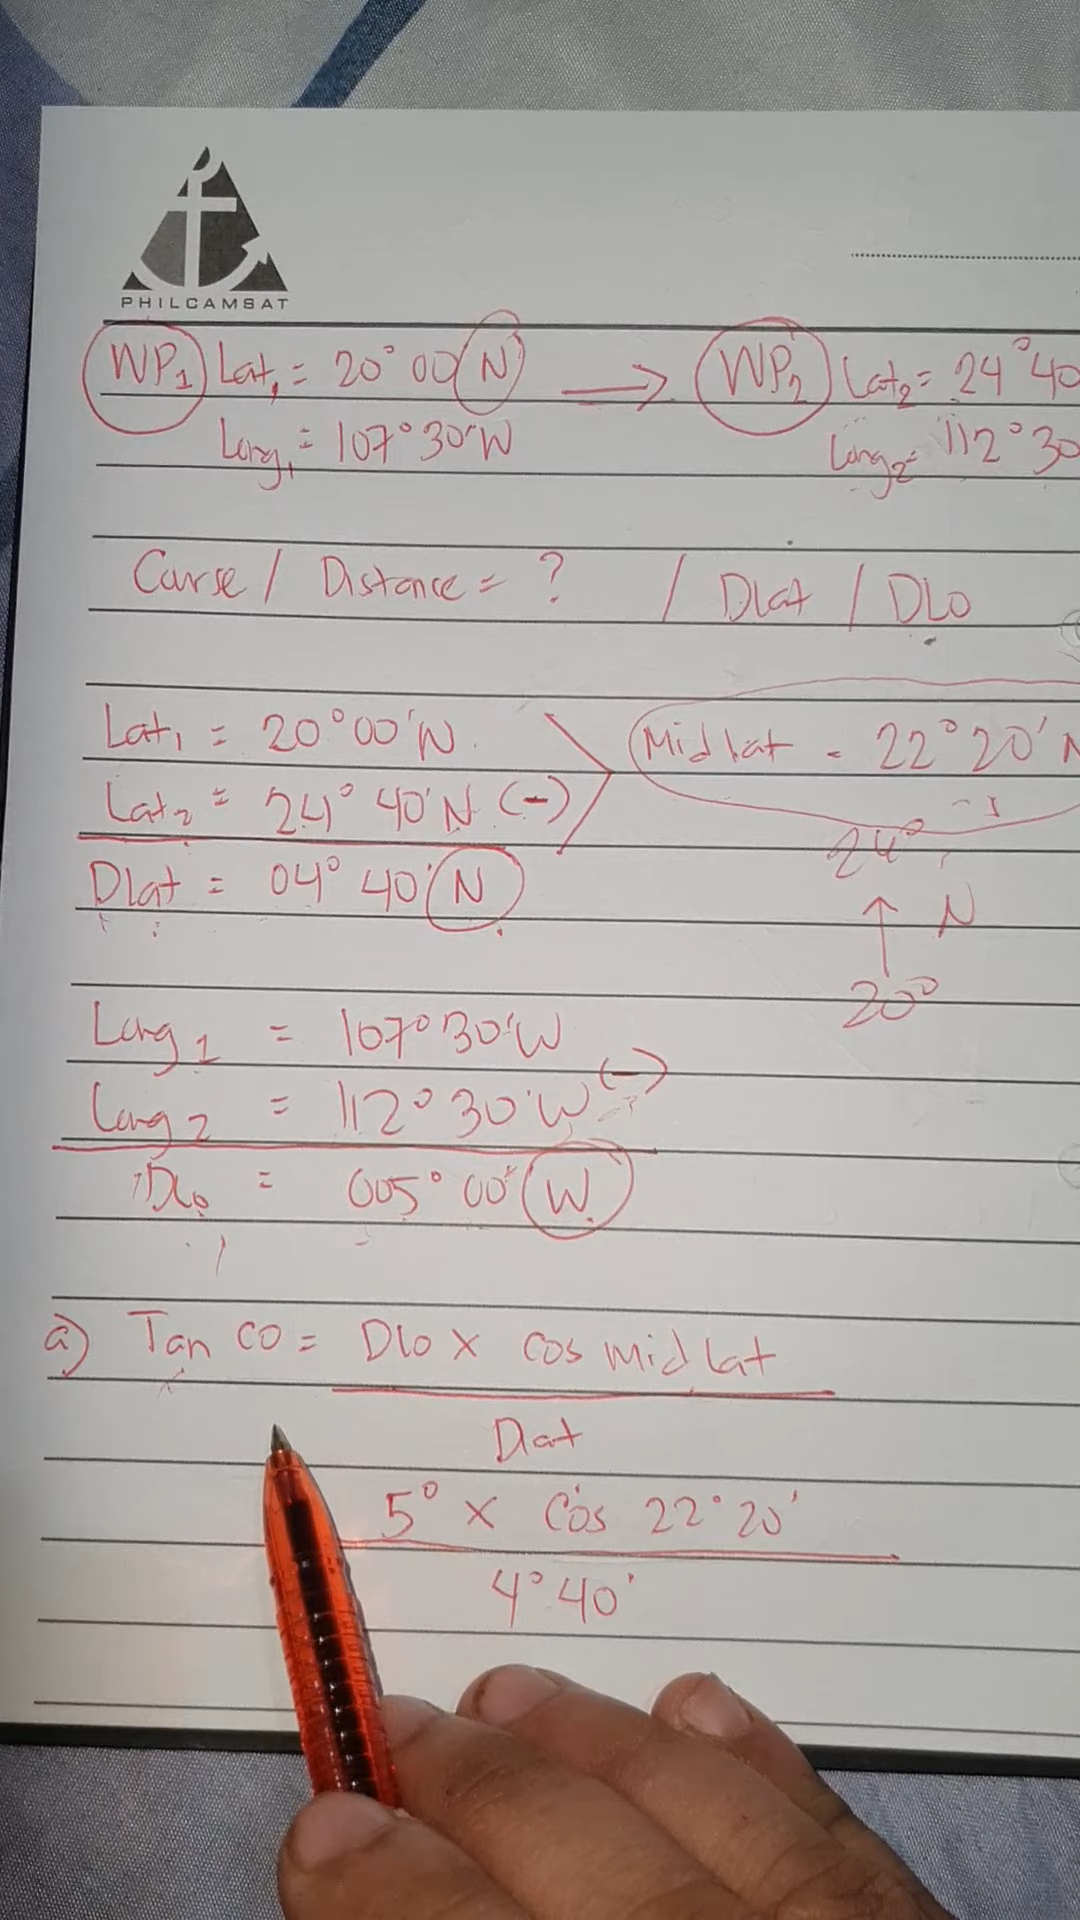 PHILCAMSAT
WP1 Lat1 = 20° 00 N → WP2 Lat2 = 24°40
Long1 = 107°30'W Long2 = 112°30
Course / Distance = ? / Dlat / DLO
Lat1 = 20°00'N Mid lat = 22°20' N
Lat2 = 24° 40'N (-)
24°
Dlat = 04° 40' N
↑ N
20°
Long1 = 107°30'W
Long2 = 112°30'W (-)
Dlo = 005° 00' W
a) Tan CO = Dlo x cos mid Lat
Dlat
5° x Cos 22°20'
4°40'